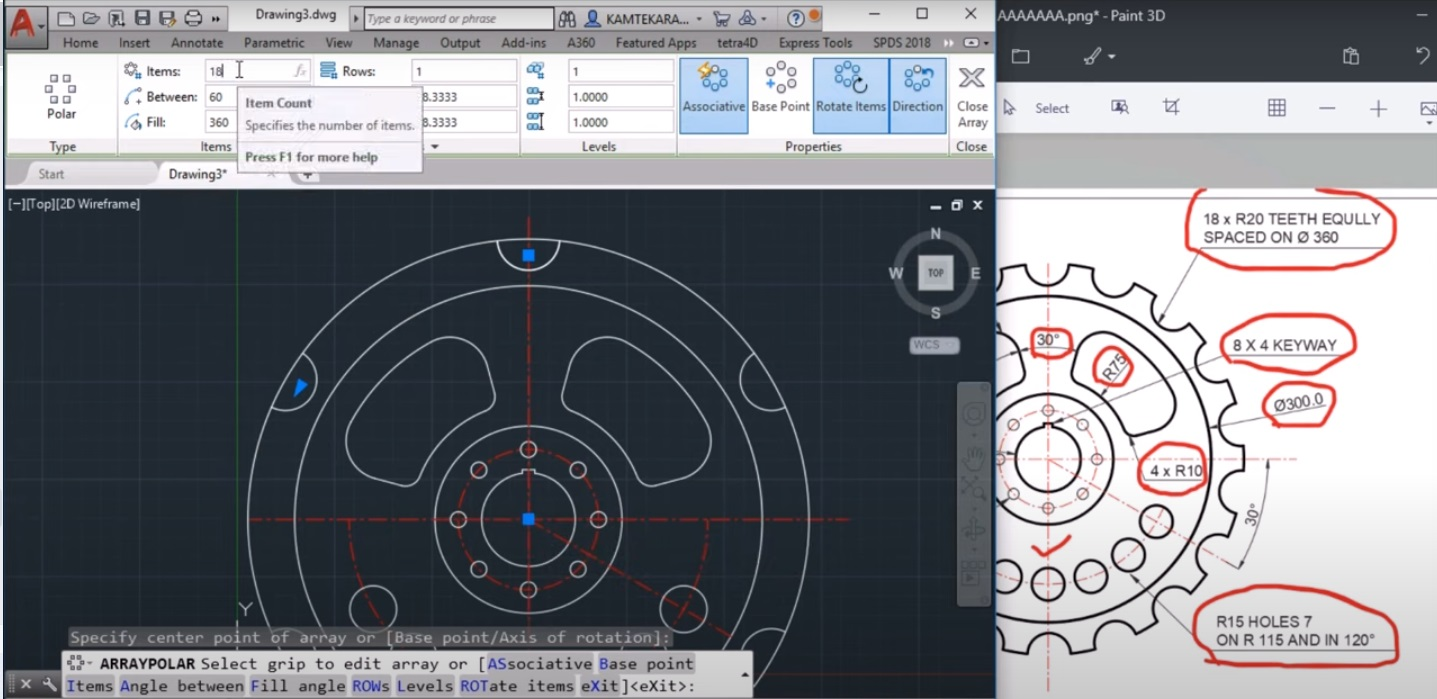 Drawing3.dwg
Type a keyword or phrase
KAMTEKARA...
AAAAAAA.png* - Paint 3D
Home Insert Annotate Parametric View Manage Output Add-ins A360 Featured Apps tetra4D Express Tools SPDS 2018
Items: 18 Rows: 1 1
Between: 60 8.3333 1.0000
Fill: 360 8.3333 1.0000
Polar
Associative Base Point Rotate Items Direction Close
Array
Item Count
Specifies the number of items.
Press F1 for more help
Type Items Levels Properties Close
Select
Start Drawing3*
[−][Top][2D Wireframe]
N
W TOP E
S
WCS
18 x R20 TEETH EQULLY
SPACED ON Ø 360
30°
8 X 4 KEYWAY
R75
Ø300.0
4 x R10
30°
R15 HOLES 7
ON R 115 AND IN 120°
Y
Specify center point of array or [Base point/Axis of rotation]:
ARRAYPOLAR Select grip to edit array or [ASsociative Base point
Items Angle between Fill angle ROWs Levels ROTate items eXit]<eXit>: